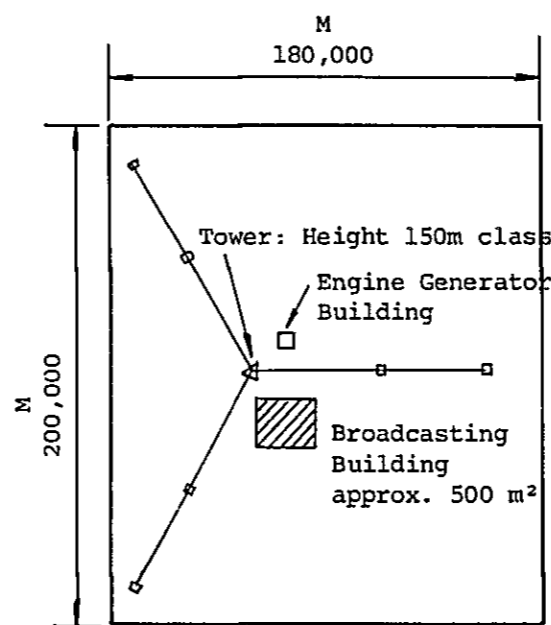 M
180,000
Tower: Height 150m class
Engine Generator
Building
M
200,000
Broadcasting
Building
approx. 500 m²